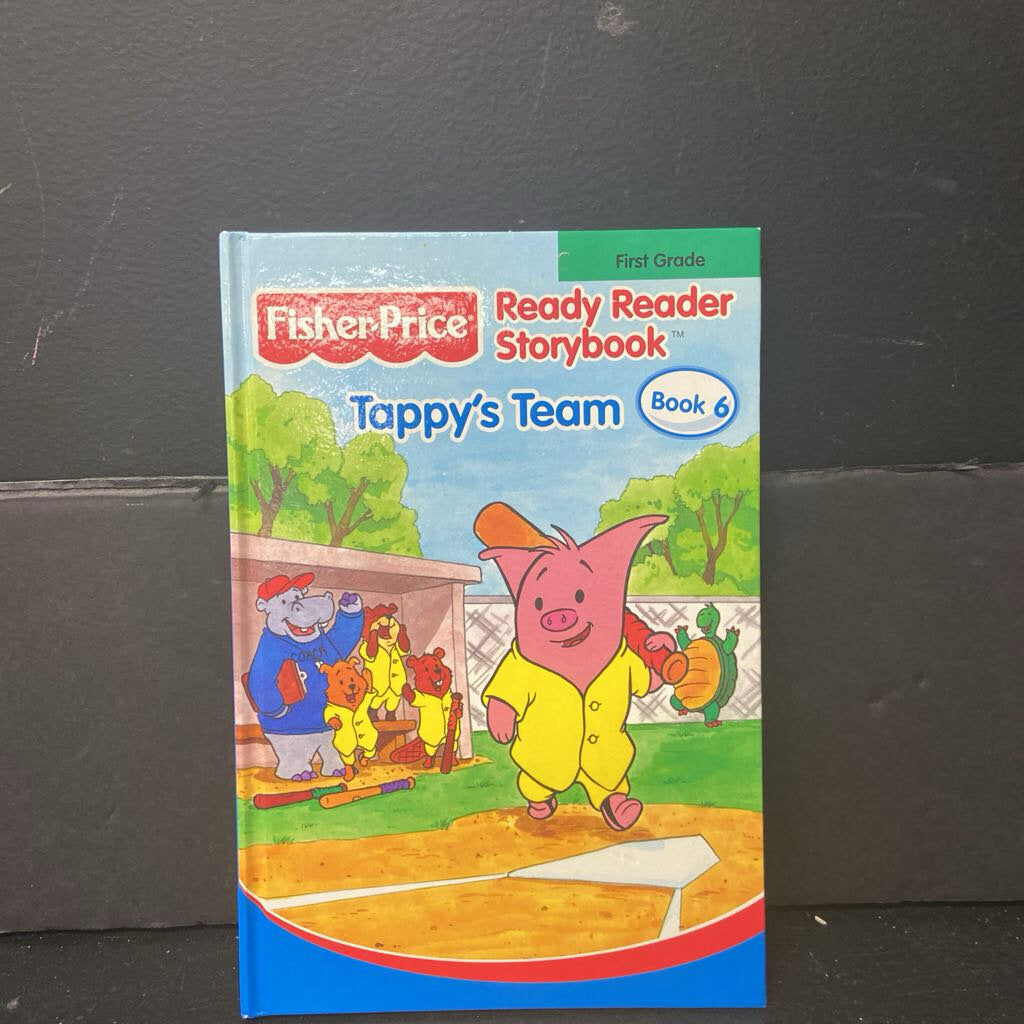 First Grade
Fisher-Price®
Ready Reader
Storybook™
Tappy's Team
Book 6
COACH